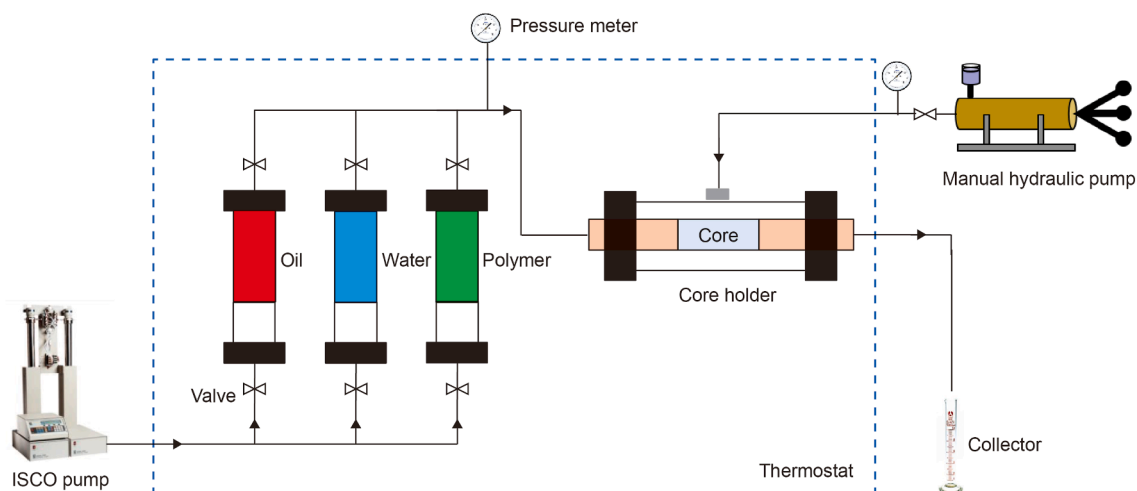 Pressure meter
Manual hydraulic pump
Oil
Water
Polymer
Core
Core holder
Valve
ISCO pump
Thermostat
Collector